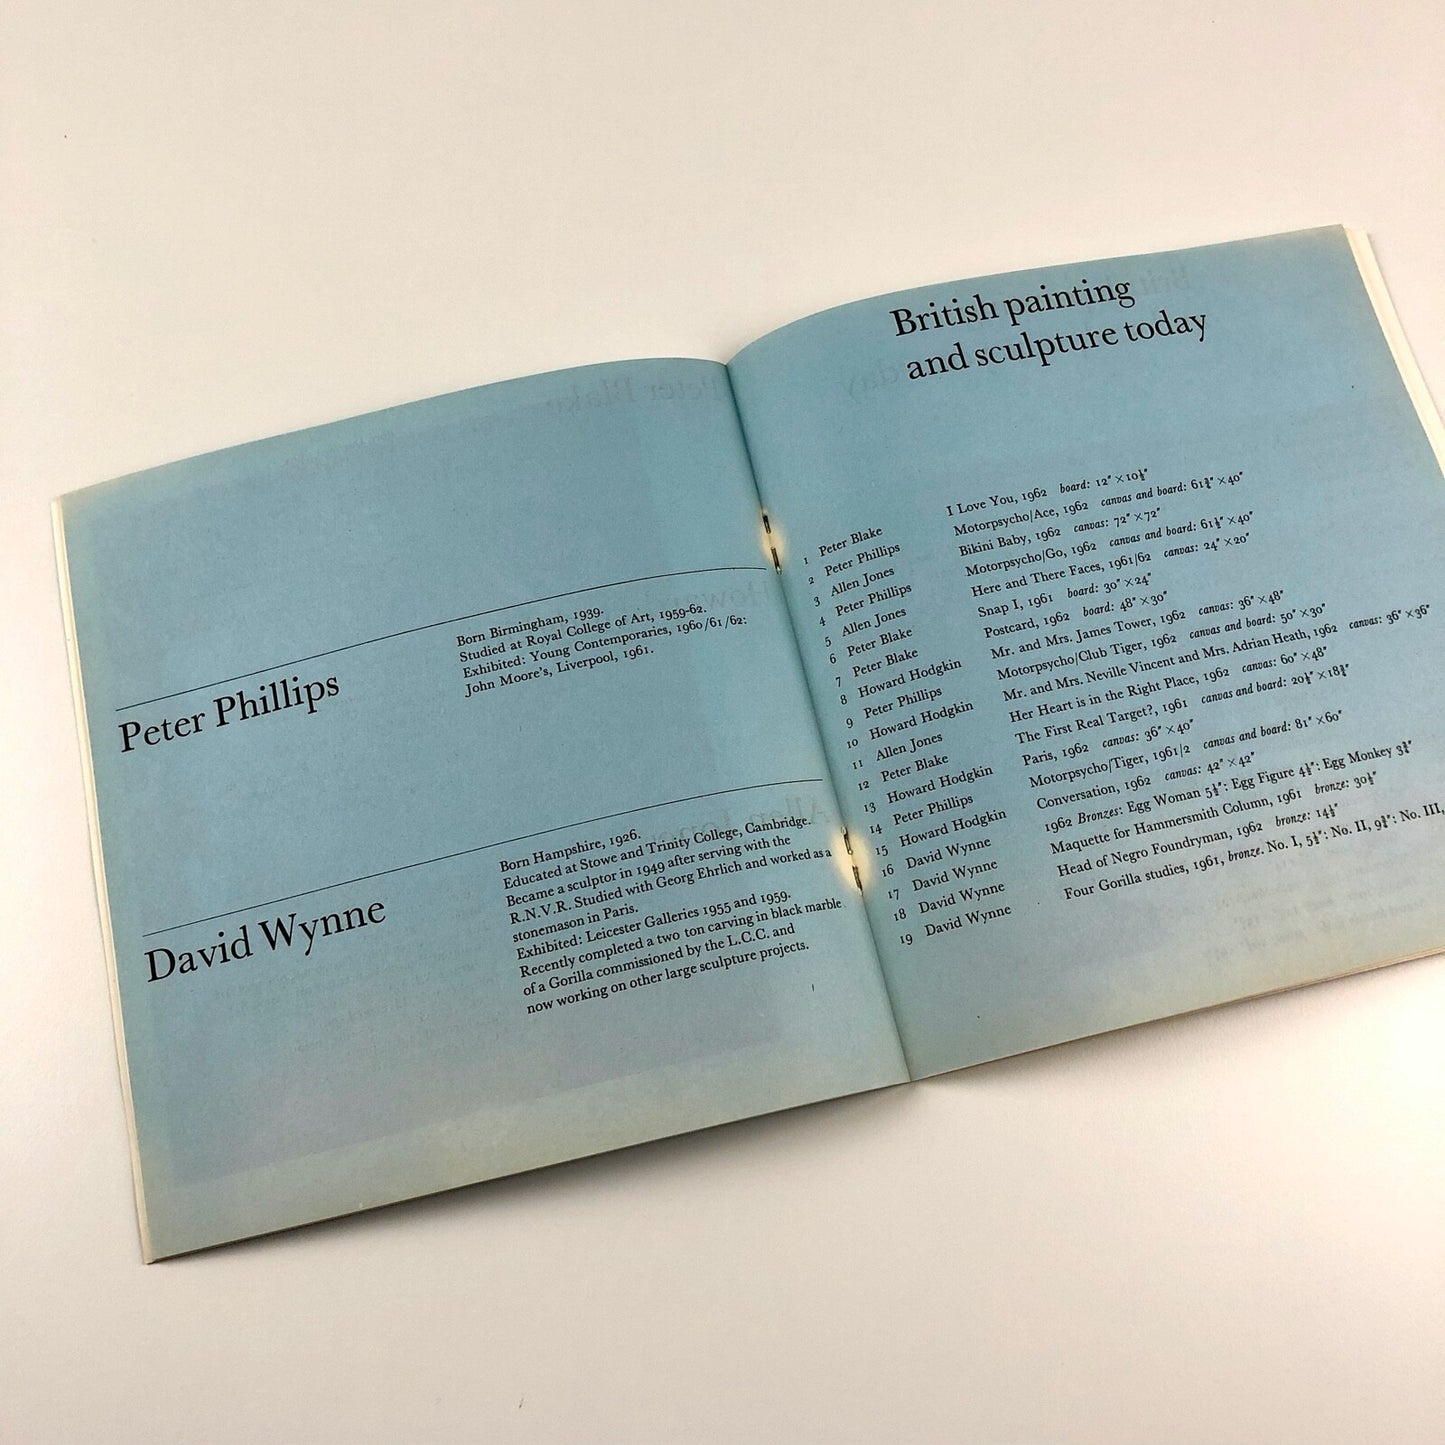 Peter Phillips
Born Birmingham, 1939.
Studied at Royal College of Art, 1959-62.
Exhibited: Young Contemporaries, 1960/61/62:
John Moore's, Liverpool, 1961.
David Wynne
Born Hampshire, 1926.
Educated at Stowe and Trinity College, Cambridge.
Became a sculptor in 1949 after serving with the
R.N.V.R. Studied with Georg Ehrlich and worked as a
stonemason in Paris.
Exhibited: Leicester Galleries 1955 and 1959.
Recently completed a two ton carving in black marble
of a Gorilla commissioned by the L.C.C. and
now working on other large sculpture projects.
British painting
and sculpture today
1 Peter Blake I Love You, 1962 board: 12" × 10½"
2 Peter Phillips Motorpsycho/Ace, 1962 canvas and board: 61¾" × 40"
3 Allen Jones Bikini Baby, 1962 canvas: 72" × 72"
4 Peter Phillips Motorpsycho/Go, 1962 canvas and board: 61½" × 40"
5 Allen Jones Here and There Faces, 1961/62 canvas: 24" × 20"
6 Peter Blake Snap I, 1961 board: 30" × 24"
7 Peter Blake Postcard, 1962 board: 48" × 30"
8 Howard Hodgkin Mr. and Mrs. James Tower, 1962 canvas: 36" × 48"
9 Peter Phillips Motorpsycho/Club Tiger, 1962 canvas and board: 50" × 30"
10 Howard Hodgkin Mr. and Mrs. Neville Vincent and Mrs. Adrian Heath, 1962 canvas: 36" × 36"
11 Allen Jones Her Heart is in the Right Place, 1962 canvas: 60" × 48"
12 Peter Blake The First Real Target?, 1961 canvas and board: 20½" × 18¾"
13 Howard Hodgkin Paris, 1962 canvas: 36" × 40"
14 Peter Phillips Motorpsycho/Tiger, 1961/2 canvas and board: 81" × 60"
15 Howard Hodgkin Conversation, 1962 canvas: 42" × 42"
16 David Wynne 1962 Bronzes: Egg Woman 5½": Egg Figure 4½": Egg Monkey 3¾"
17 David Wynne Maquette for Hammersmith Column, 1961 bronze: 30½"
18 David Wynne Head of Negro Foundryman, 1962 bronze: 14½"
19 David Wynne Four Gorilla studies, 1961, bronze. No. I, 5½": No. II, 9¾": No. III,